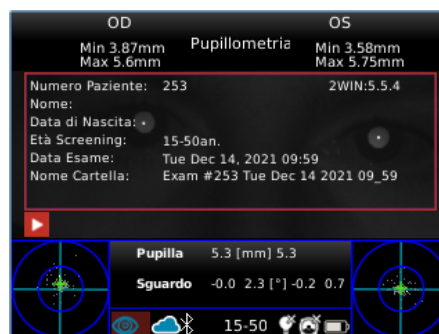 OD OS
Min 3.87mm Pupillometria Min 3.58mm
Max 5.6mm Max 5.75mm
Numero Paziente: 253 2WIN:5.5.4
Nome:
Data di Nascita:
Età Screening: 15-50an.
Data Esame: Tue Dec 14, 2021 09:59
Nome Cartella: Exam #253 Tue Dec 14 2021 09_59
Pupilla 5.3 [mm] 5.3
Sguardo -0.0 2.3 [°] -0.2 0.7
15-50